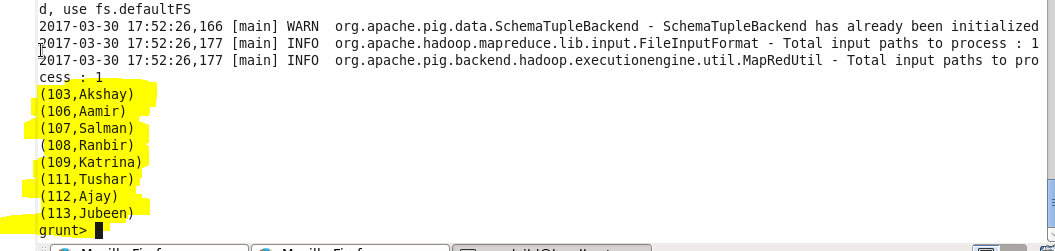 d, use fs.defaultFS
2017-03-30 17:52:26,166 [main] WARN  org.apache.pig.data.SchemaTupleBackend - SchemaTupleBackend has already been initialized
2017-03-30 17:52:26,177 [main] INFO  org.apache.hadoop.mapreduce.lib.input.FileInputFormat - Total input paths to process : 1
2017-03-30 17:52:26,177 [main] INFO  org.apache.pig.backend.hadoop.executionengine.util.MapRedUtil - Total input paths to pro
cess : 1
(103,Akshay)
(106,Aamir)
(107,Salman)
(108,Ranbir)
(109,Katrina)
(111,Tushar)
(112,Ajay)
(113,Jubeen)
grunt>